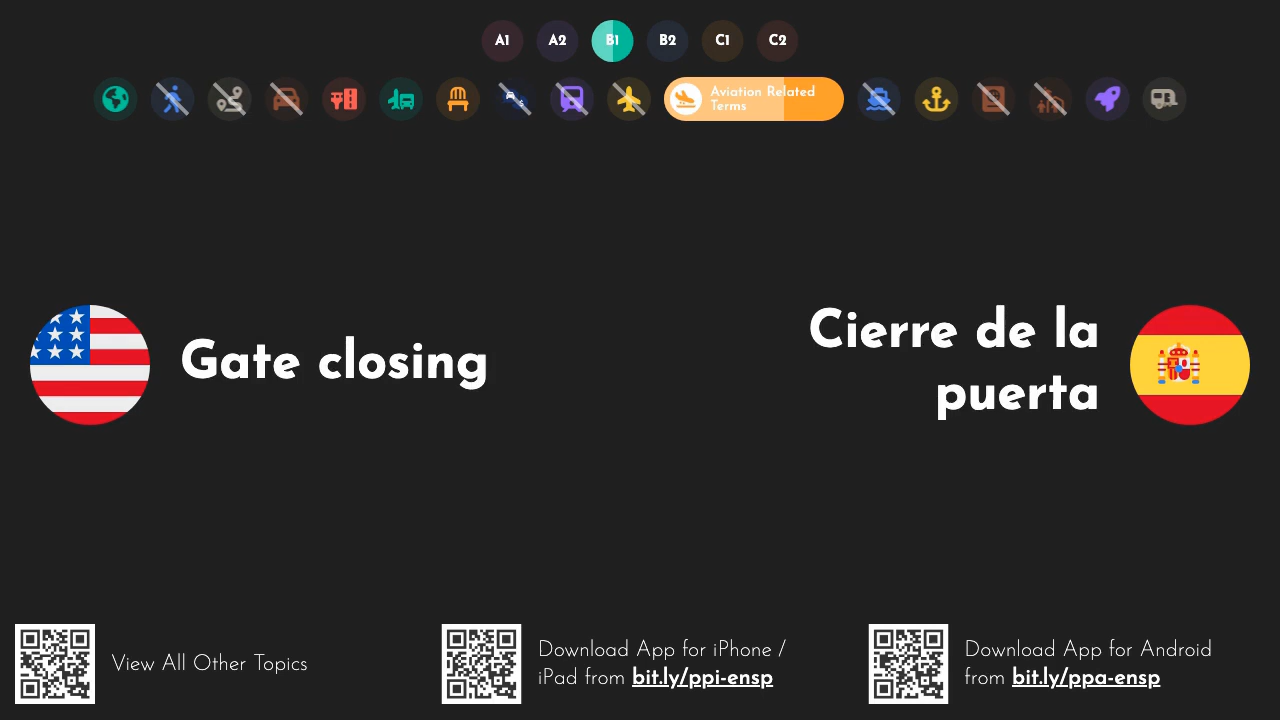 A1 A2 B1 B2 C1 C2
Aviation Related
Terms
Gate closing
Cierre de la
puerta
View All Other Topics
Download App for iPhone /
iPad from bit.ly/ppi-ensp
Download App for Android
from bit.ly/ppa-ensp